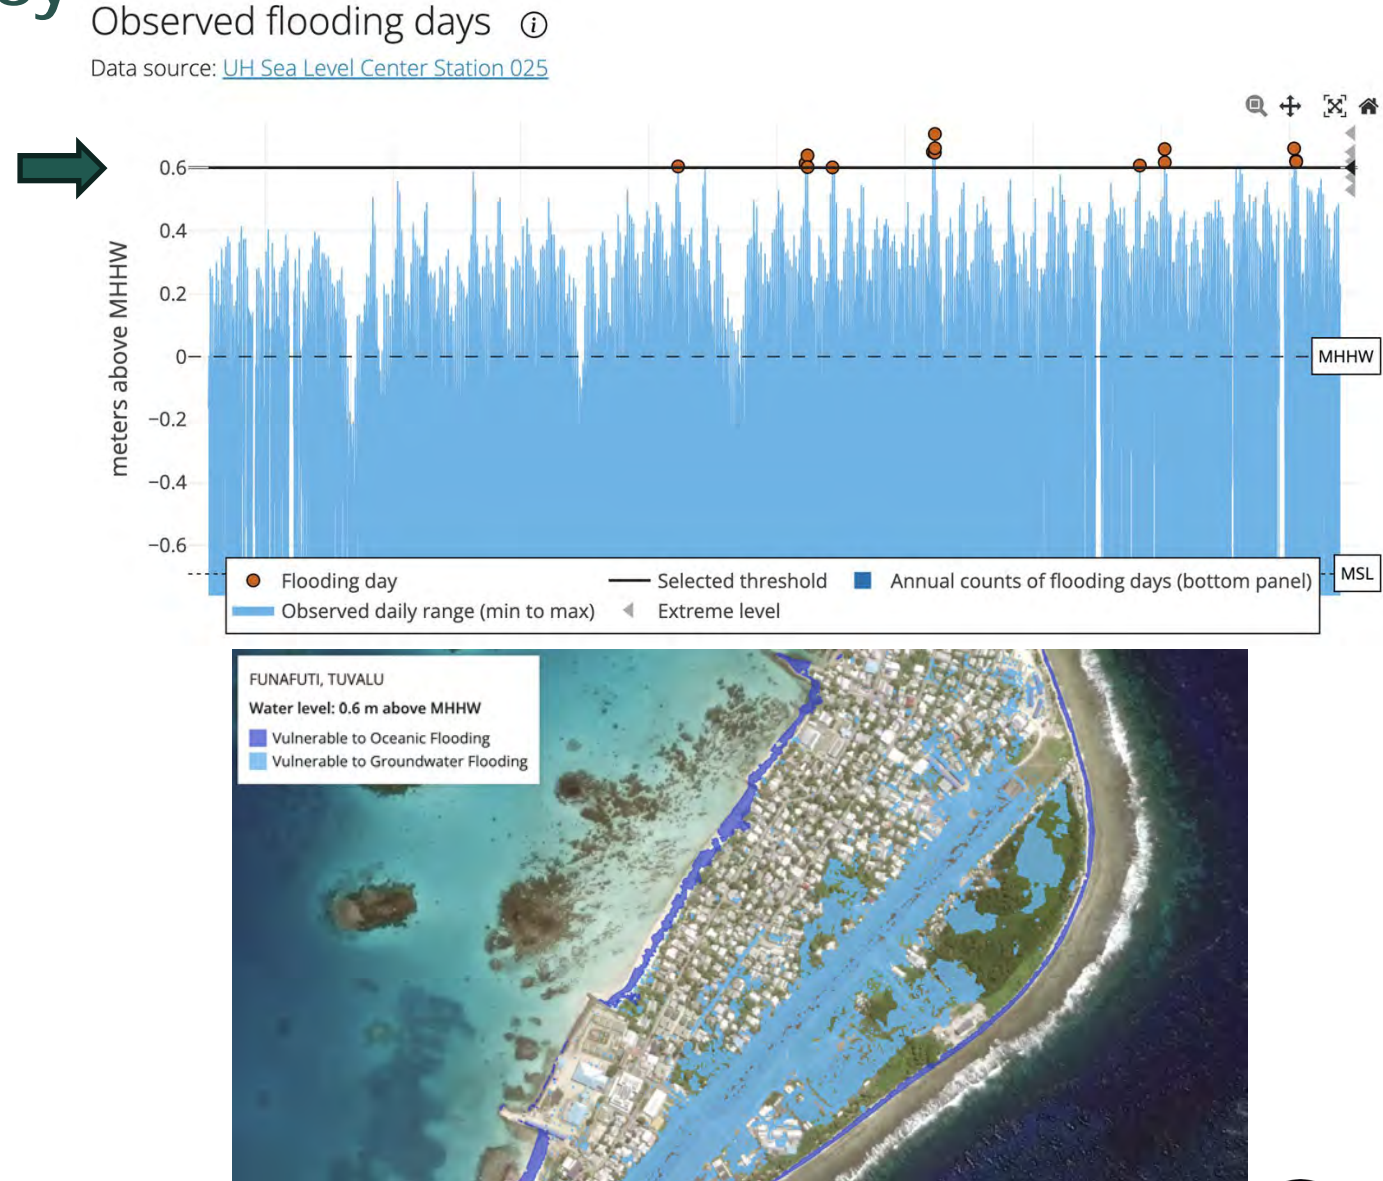 Observed flooding days
Data source: UH Sea Level Center Station 025
0.6
0.4
0.2
0
−0.2
−0.4
−0.6
meters above MHHW
MHHW
MSL
Flooding day
Selected threshold
Annual counts of flooding days (bottom panel)
Observed daily range (min to max)
Extreme level
FUNAFUTI, TUVALU
Water level: 0.6 m above MHHW
Vulnerable to Oceanic Flooding
Vulnerable to Groundwater Flooding